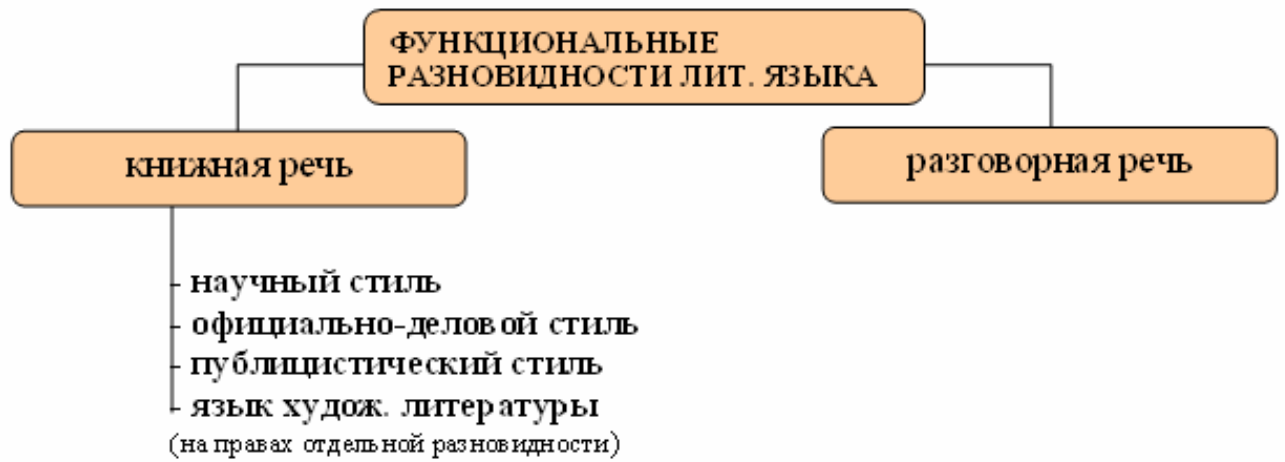 ФУНКЦИОНАЛЬНЫЕ
РАЗНОВИДНОСТИ ЛИТ. ЯЗЫКА
книжная речь
разговорная речь
- научный стиль
- официально-деловой стиль
- публицистический стиль
- язык худож. литературы
(на правах отдельной разновидности)